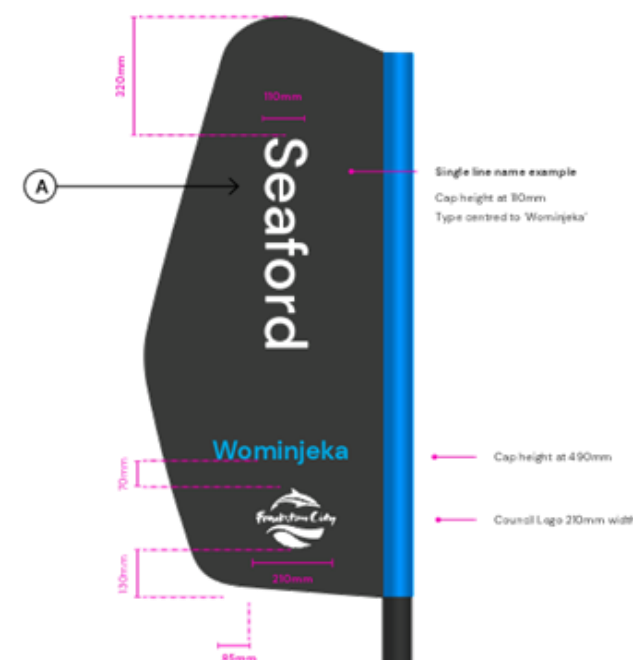 320mm
110mm
A
Seaford
Single line name example
Cap height at 110mm
Type centred to 'Wominjeka'
Wominjeka
70mm
Cap height at 490mm
Frankston City
Council Logo 210mm width
130mm
210mm
85mm